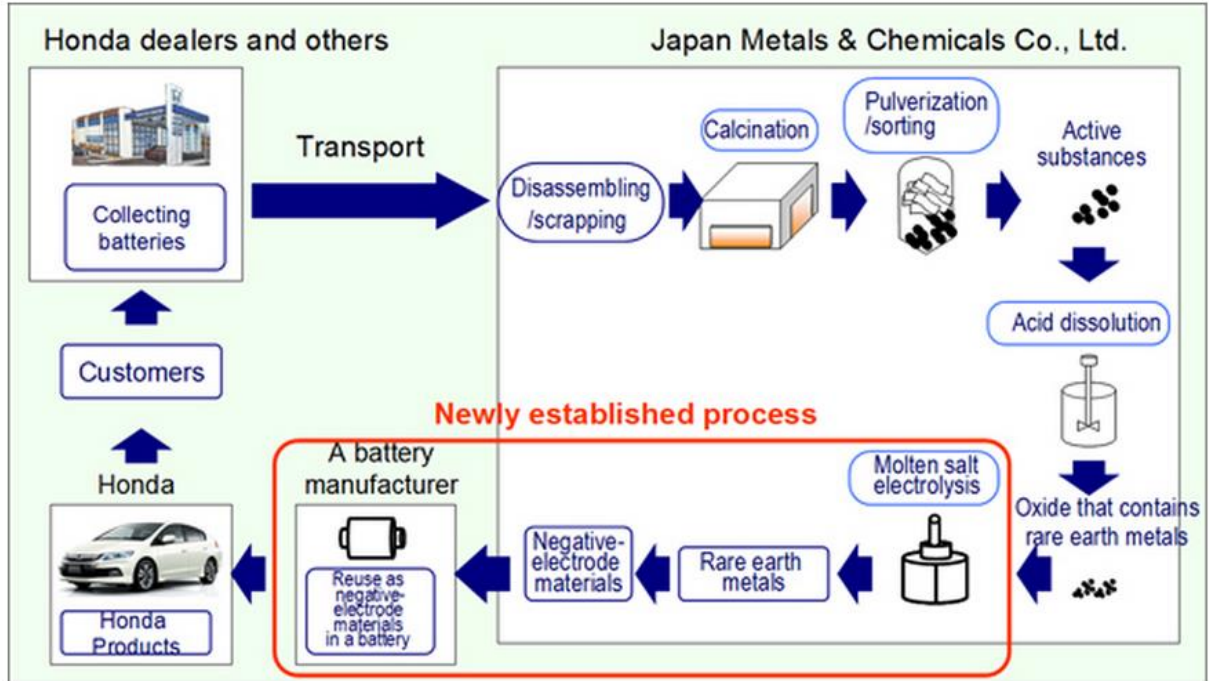 Honda dealers and others
Japan Metals & Chemicals Co., Ltd.
Collecting
batteries
Transport
Disassembling
/scrapping
Calcination
Pulverization
/sorting
Active
substances
Acid dissolution
Oxide that contains
rare earth metals
Newly established process
Molten salt
electrolysis
Rare earth
metals
Negative-
electrode
materials
A battery
manufacturer
Reuse as
negative-
electrode
materials
in a battery
Honda
Honda
Products
Customers